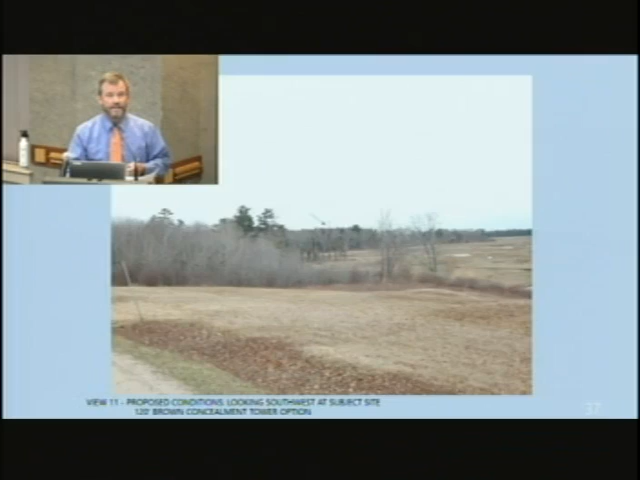 VIEW 11 - PROPOSED CONDITIONS: LOOKING SOUTHWEST AT SUBJECT SITE
120' BROWN CONCEALMENT TOWER OPTION
37